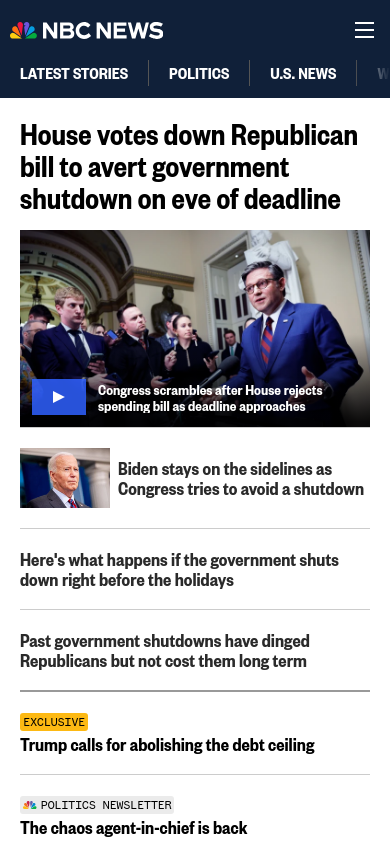 NBC NEWS
LATEST STORIES
POLITICS
U.S. NEWS
House votes down Republican
bill to avert government
shutdown on eve of deadline
Congress scrambles after House rejects
spending bill as deadline approaches
Biden stays on the sidelines as
Congress tries to avoid a shutdown
Here's what happens if the government shuts
down right before the holidays
Past government shutdowns have dinged
Republicans but not cost them long term
EXCLUSIVE
Trump calls for abolishing the debt ceiling
POLITICS NEWSLETTER
The chaos agent-in-chief is back